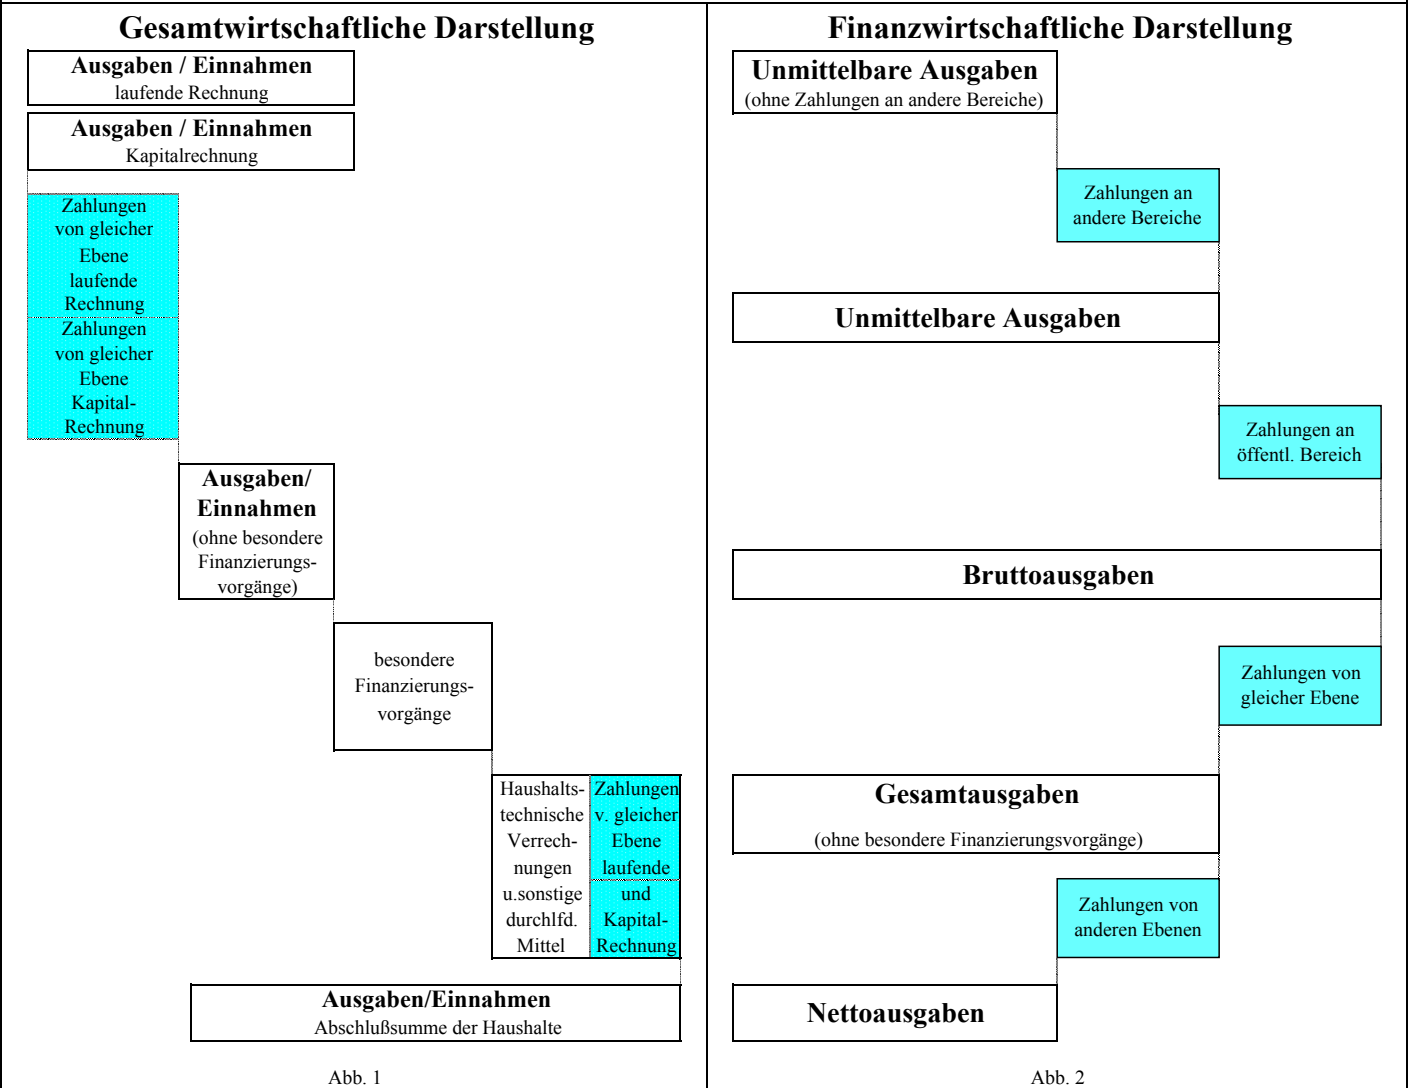 Gesamtwirtschaftliche Darstellung
Ausgaben / Einnahmen
laufende Rechnung
Ausgaben / Einnahmen
Kapitalrechnung
Zahlungen
von gleicher
Ebene
laufende
Rechnung
Zahlungen
von gleicher
Ebene
Kapital-
Rechnung
Ausgaben/
Einnahmen
(ohne besondere
Finanzierungs-
vorgänge)
besondere
Finanzierungs-
vorgänge
Haushalts-
technische
Verrech-
nungen
u.sonstige
durchlfd.
Mittel
Zahlungen
v. gleicher
Ebene
laufende
und
Kapital-
Rechnung
Ausgaben/Einnahmen
Abschlußsumme der Haushalte
Abb. 1
Finanzwirtschaftliche Darstellung
Unmittelbare Ausgaben
(ohne Zahlungen an andere Bereiche)
Zahlungen an
andere Bereiche
Unmittelbare Ausgaben
Zahlungen an
öffentl. Bereich
Bruttoausgaben
Zahlungen von
gleicher Ebene
Gesamtausgaben
(ohne besondere Finanzierungsvorgänge)
Zahlungen von
anderen Ebenen
Nettoausgaben
Abb. 2